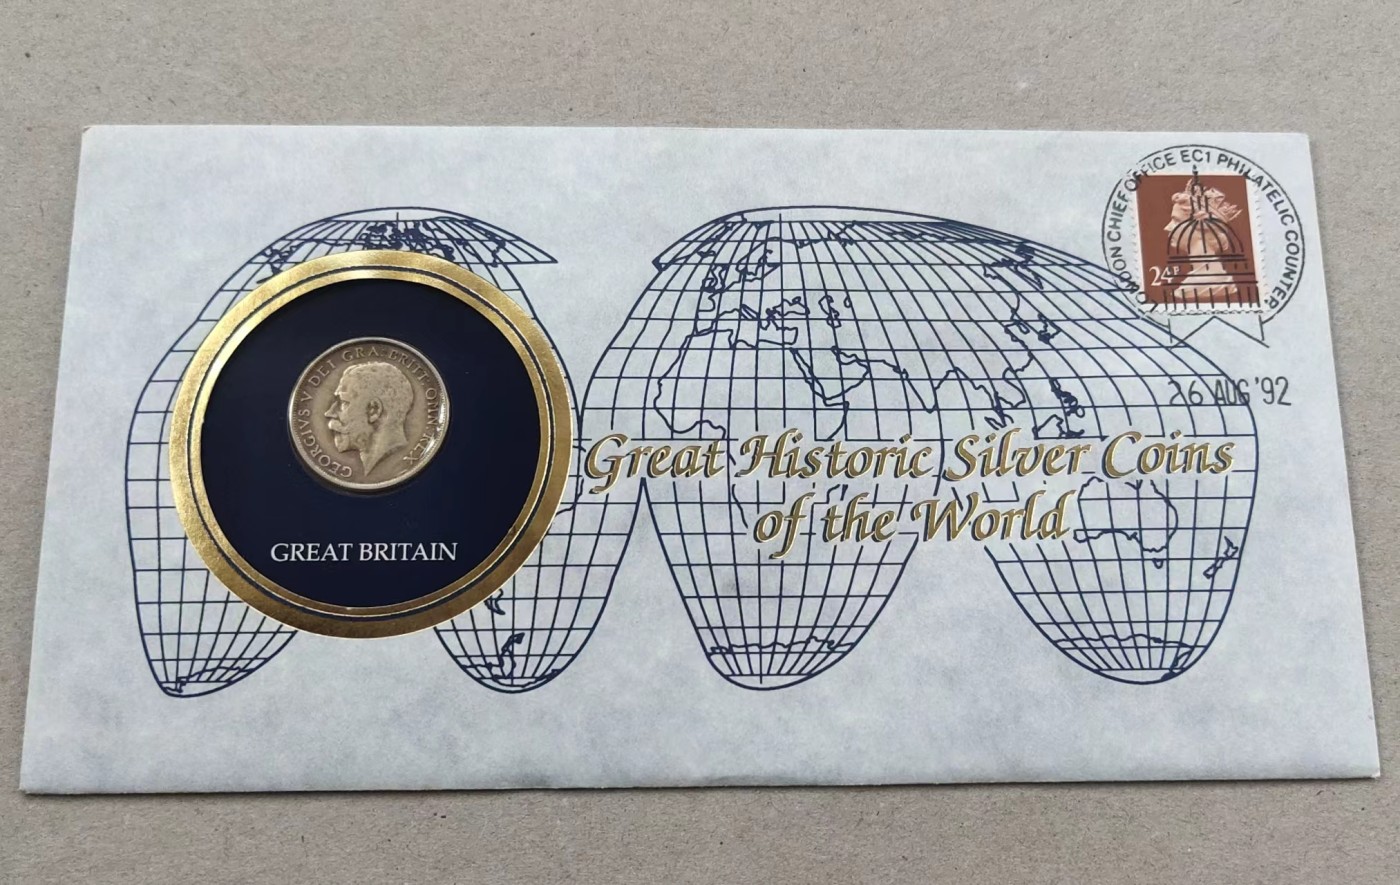 LONDON CHIEF OFFICE EC1 PHILATELIC COUNTER
24P
26 AUG '92
GEORGIVS V DEI GRA: BRITT: OMN: REX
Great Historic Silver Coins
of the World
GREAT BRITAIN